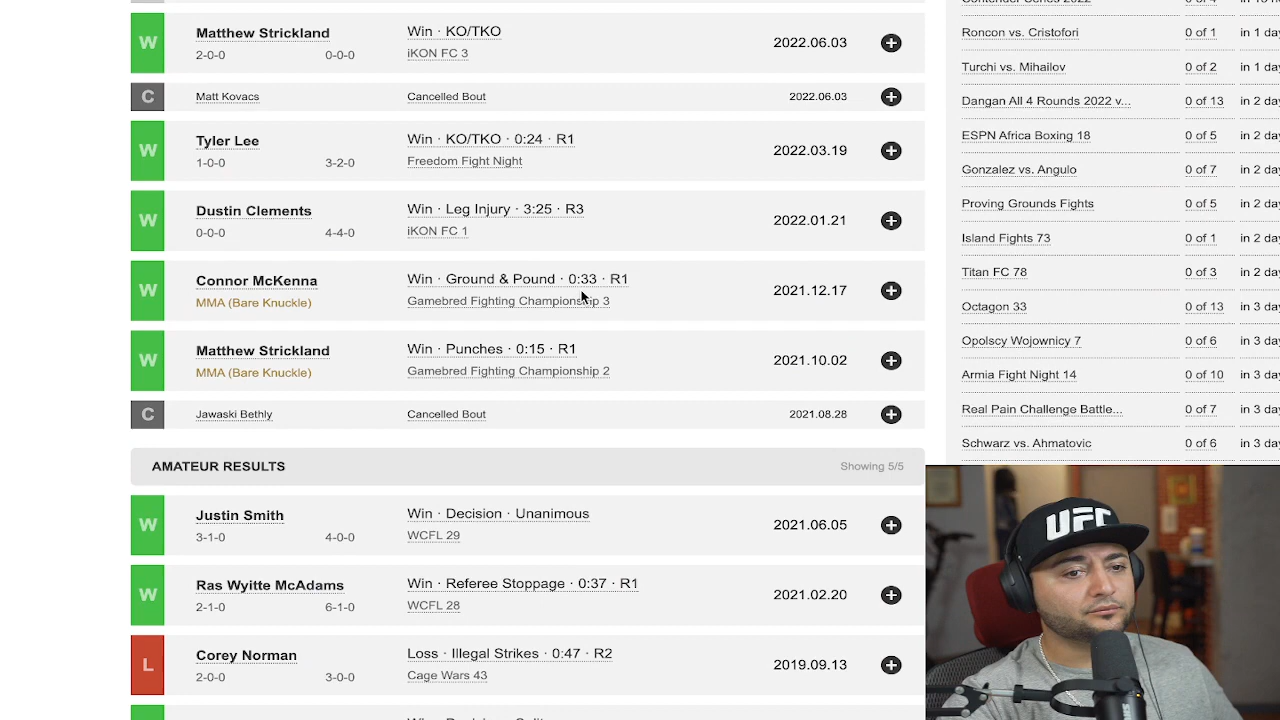 Contender Series 2022 0 of 4
Matthew Strickland Win · KO/TKO 2022.06.03
2-0-0 0-0-0 iKON FC 3
C Matt Kovacs Cancelled Bout 2022.06.03
W Tyler Lee Win · KO/TKO · 0:24 · R1 2022.03.19
1-0-0 3-2-0 Freedom Fight Night
W Dustin Clements Win · Leg Injury · 3:25 · R3 2022.01.21
0-0-0 4-4-0 iKON FC 1
W Connor McKenna Win · Ground & Pound · 0:33 · R1 2021.12.17
MMA (Bare Knuckle) Gamebred Fighting Championship 3
W Matthew Strickland Win · Punches · 0:15 · R1 2021.10.02
MMA (Bare Knuckle) Gamebred Fighting Championship 2
C Jawaski Bethly Cancelled Bout 2021.08.28
AMATEUR RESULTS Showing 5/5
W Justin Smith Win · Decision · Unanimous 2021.06.05
3-1-0 4-0-0 WCFL 29
W Ras Wyitte McAdams Win · Referee Stoppage · 0:37 · R1 2021.02.20
2-1-0 6-1-0 WCFL 28
L Corey Norman Loss · Illegal Strikes · 0:47 · R2 2019.09.13
2-0-0 3-0-0 Cage Wars 43
Roncon vs. Cristofori 0 of 1 in 1 day
Turchi vs. Mihailov 0 of 2 in 1 day
Dangan All 4 Rounds 2022 v... 0 of 13 in 2 day
ESPN Africa Boxing 18 0 of 5 in 2 day
Gonzalez vs. Angulo 0 of 7 in 2 day
Proving Grounds Fights 0 of 5 in 2 day
Island Fights 73 0 of 1 in 2 day
Titan FC 78 0 of 3 in 2 day
Octagon 33 0 of 13 in 3 day
Opolscy Wojownicy 7 0 of 6 in 3 day
Armia Fight Night 14 0 of 10 in 3 day
Real Pain Challenge Battle... 0 of 7 in 3 day
Schwarz vs. Ahmatovic 0 of 6 in 3 day
UFC